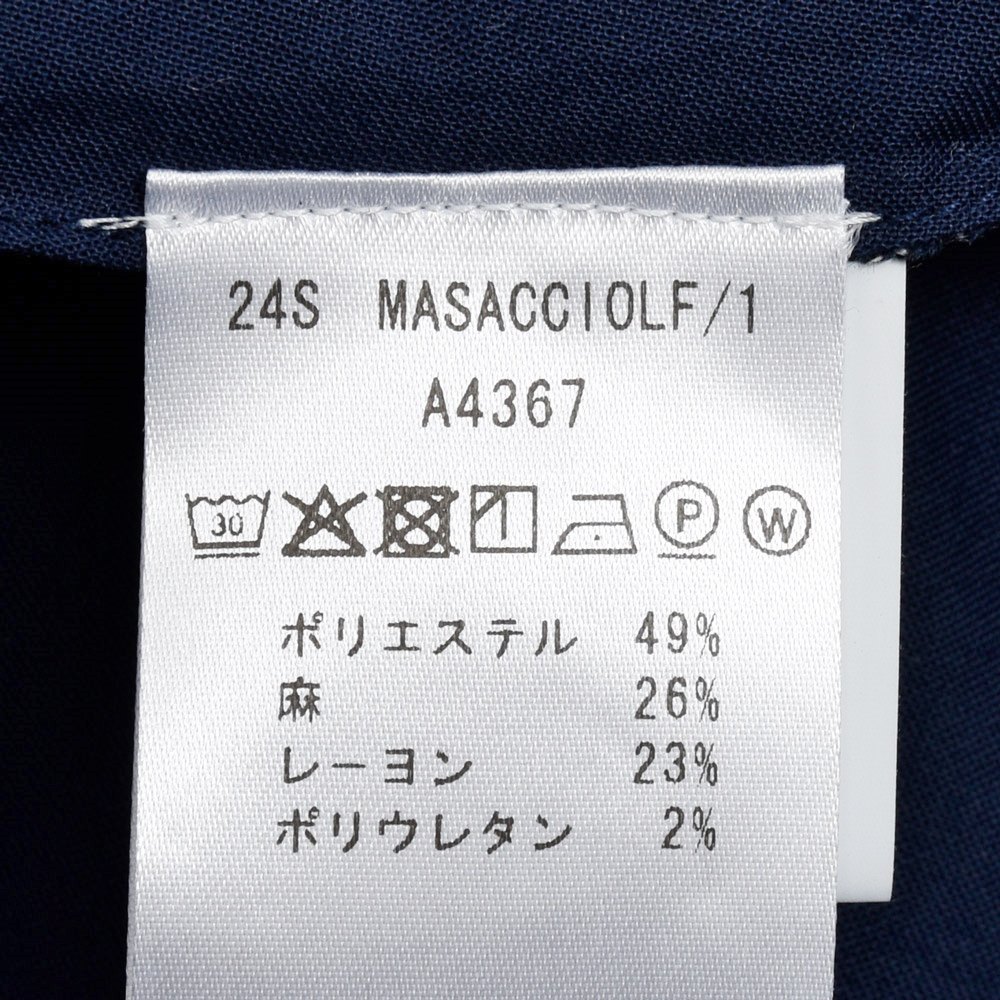 24S MASACCIOLF/1
A4367
30 P W
ポリエステル 49%
麻 26%
レーヨン 23%
ポリウレタン 2%